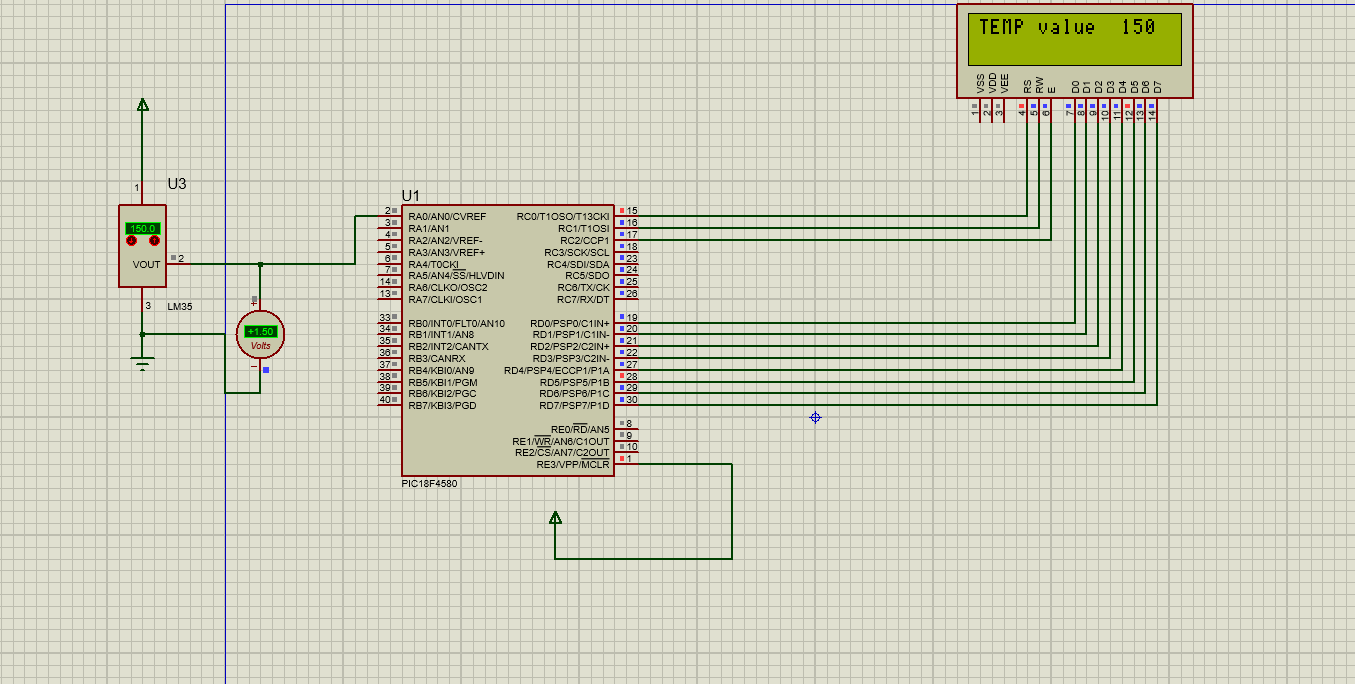 TEMP value 150
VSS
VDD
VEE
RS
RW
E
D0
D1
D2
D3
D4
D5
D6
D7
1
2
3
4
5
6
7
8
9
10
11
12
13
14
U3
1
150.0
VOUT
2
3
LM35
+
+1.50
Volts
U1
2 RA0/AN0/CVREF RC0/T1OSO/T13CKI 15
3 RA1/AN1 RC1/T1OSI 16
4 RA2/AN2/VREF- RC2/CCP1 17
5 RA3/AN3/VREF+ RC3/SCK/SCL 18
6 RA4/T0CKI RC4/SDI/SDA 23
7 RA5/AN4/SS/HLVDIN RC5/SDO 24
14 RA6/CLKO/OSC2 RC6/TX/CK 25
13 RA7/CLKI/OSC1 RC7/RX/DT 26
33 RB0/INT0/FLT0/AN10 RD0/PSP0/C1IN+ 19
34 RB1/INT1/AN8 RD1/PSP1/C1IN- 20
35 RB2/INT2/CANTX RD2/PSP2/C2IN+ 21
36 RB3/CANRX RD3/PSP3/C2IN- 22
37 RB4/KBI0/AN9 RD4/PSP4/ECCP1/P1A 27
38 RB5/KBI1/PGM RD5/PSP5/P1B 28
39 RB6/KBI2/PGC RD6/PSP6/P1C 29
40 RB7/KBI3/PGD RD7/PSP7/P1D 30
RE0/RD/AN5 8
RE1/WR/AN6/C1OUT 9
RE2/CS/AN7/C2OUT 10
RE3/VPP/MCLR 1
PIC18F4580